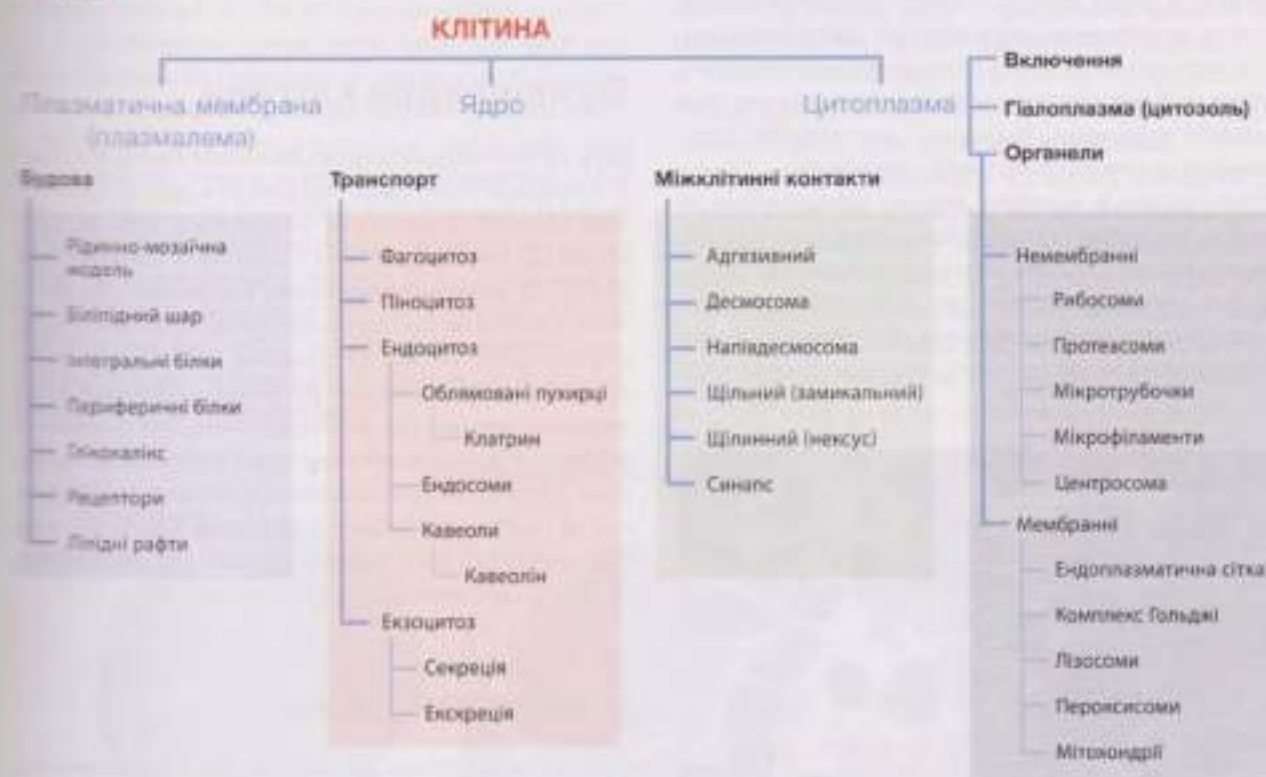 КЛІТИНА
Плазматична мембрана
(плазмалема)
Ядро
Цитоплазма
Включення
Гіалоплазма (цитозоль)
Органели
Будова
Рідинно-мозаїчна
модель
Біліпідний шар
Інтегральні білки
Периферичні білки
Глікокалікс
Рецептори
Ліпідні рафти
Транспорт
Фагоцитоз
Піноцитоз
Ендоцитоз
Облямовані пухирці
Клатрин
Ендосоми
Кавеоли
Кавеолін
Екзоцитоз
Секреція
Екскреція
Міжклітинні контакти
Адгезивний
Десмосома
Напівдесмосома
Щільний (замикальний)
Щілинний (нексус)
Синапс
Немембранні
Рибосоми
Протеасоми
Мікротрубочки
Мікрофіламенти
Центросома
Мембранні
Ендоплазматична сітка
Комплекс Гольджі
Лізосоми
Пероксисоми
Мітохондрії